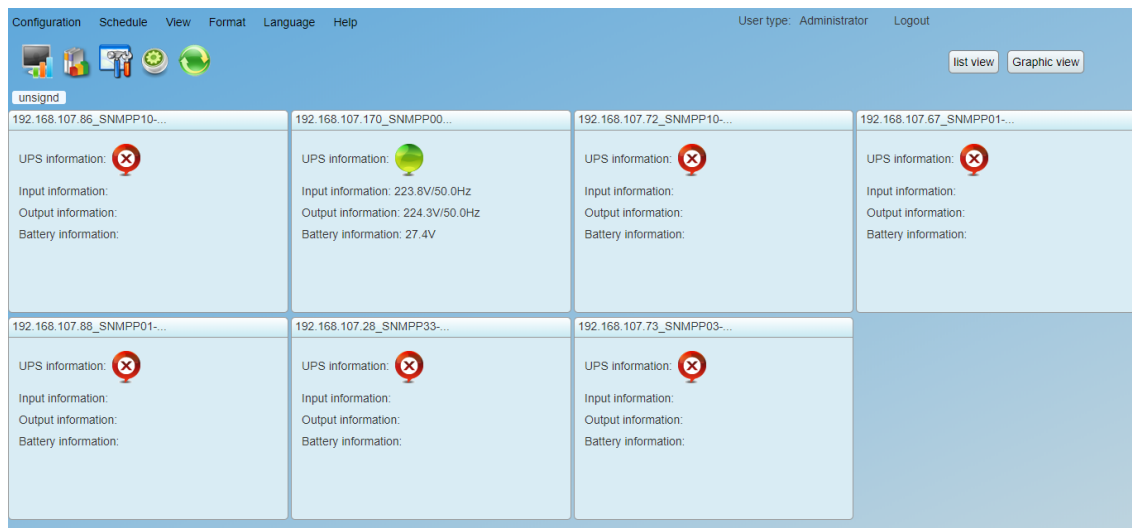 Configuration Schedule View Format Language Help User type: Administrator Logout
list view Graphic view
unsignd
192.168.107.86_SNMPP10-... 192.168.107.170_SNMPP00... 192.168.107.72_SNMPP10-... 192.168.107.67_SNMPP01-...
UPS information: UPS information: UPS information: UPS information:
Input information: Input information: 223.8V/50.0Hz Input information: Input information:
Output information: Output information: 224.3V/50.0Hz Output information: Output information:
Battery information: Battery information: 27.4V Battery information: Battery information:
192.168.107.88_SNMPP01-... 192.168.107.28_SNMPP33-... 192.168.107.73_SNMPP03-...
UPS information: UPS information: UPS information:
Input information: Input information: Input information:
Output information: Output information: Output information:
Battery information: Battery information: Battery information: